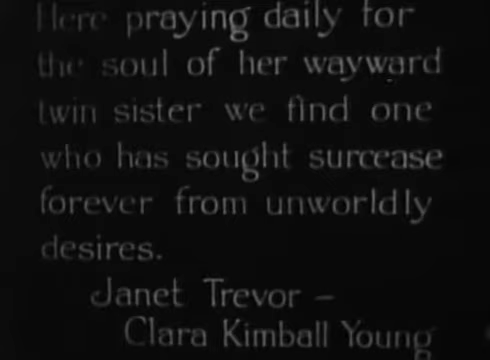 Here praying daily for
the soul of her wayward
twin sister we find one
who has sought surcease
forever from unworldly
desires.
Janet Trevor –
Clara Kimball Young